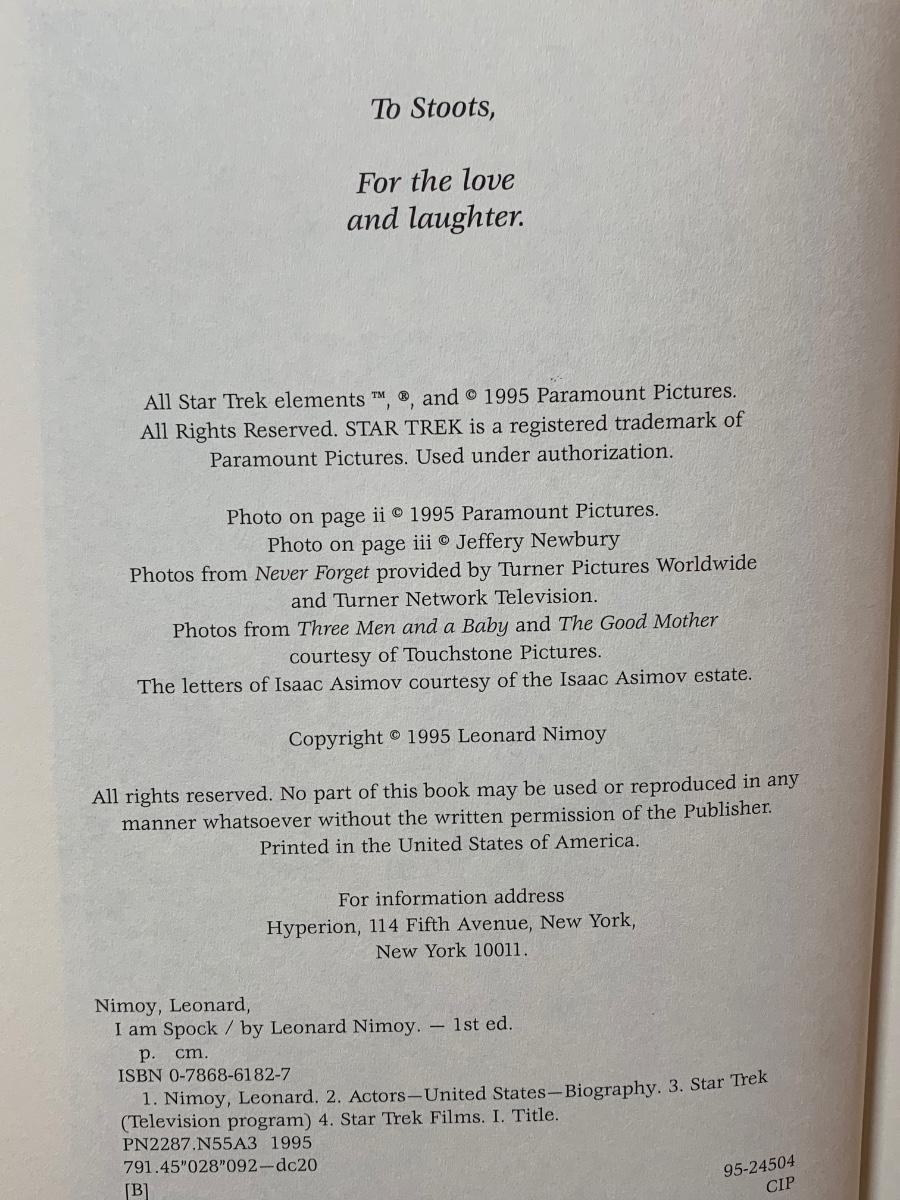 To Stoots,
For the love
and laughter.
All Star Trek elements ™, ®, and © 1995 Paramount Pictures.
All Rights Reserved. STAR TREK is a registered trademark of
Paramount Pictures. Used under authorization.
Photo on page ii © 1995 Paramount Pictures.
Photo on page iii © Jeffery Newbury
Photos from Never Forget provided by Turner Pictures Worldwide
and Turner Network Television.
Photos from Three Men and a Baby and The Good Mother
courtesy of Touchstone Pictures.
The letters of Isaac Asimov courtesy of the Isaac Asimov estate.
Copyright © 1995 Leonard Nimoy
All rights reserved. No part of this book may be used or reproduced in any
manner whatsoever without the written permission of the Publisher.
Printed in the United States of America.
For information address
Hyperion, 114 Fifth Avenue, New York,
New York 10011.
Nimoy, Leonard,
I am Spock / by Leonard Nimoy. — 1st ed.
p. cm.
ISBN 0-7868-6182-7
1. Nimoy, Leonard. 2. Actors—United States—Biography. 3. Star Trek
(Television program) 4. Star Trek Films. I. Title.
PN2287.N55A3 1995
791.45"028"092—dc20
95-24504
[B]
CIP